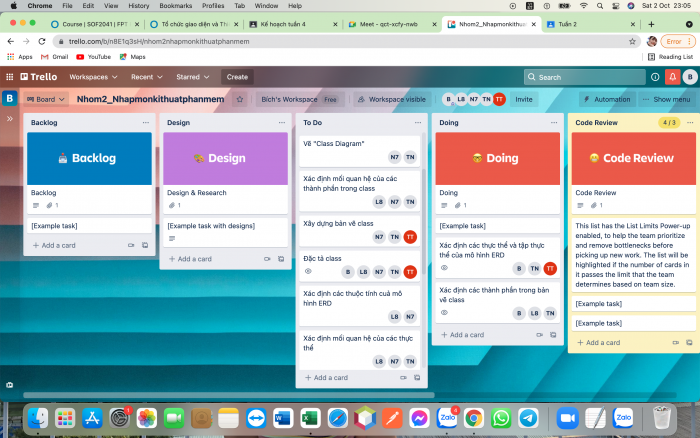 Chrome File Edit View History Bookmarks Profiles Tab Window Help
Sat 2 Oct 23:05
Course | SOF2041 | FPT
Tổ chức giao diện và Th
Kế hoạch tuần 4
Meet - qct-xcfy-nwb
Nhom2_Nhapmonkithuat
Tuần 2
trello.com/b/nBE1q3sH/nhom2nhapmonkithuatphanmem
Error
Apps Gmail YouTube Maps
Reading List
Trello
Workspaces Recent Starred Create
Search
B
B
Board
Nhom2_Nhapmonkithuatphanmem
Bích's Workspace Free
Workspace visible
B L8 N7 TN TT
Invite
Automation
Show menu
Backlog
Backlog
Backlog
1
[Example task]
+ Add a card
Design
Design
Design & Research
1
[Example task with designs]
+ Add a card
To Do
Vẽ "Class Diagram"
N7 TN
Xác định mối quan hệ của các
thành phần trong class
L8 N7 TN
Xây dựng bản vẽ class
N7 TN TT
Đặc tả class
B L8 N7 TN TT
Xác định các thuộc tính cuả mô
hình ERD
L8 N7
Xác định mối quan hệ của các thực
thể
L8 N7 TN
+ Add a card
Doing
Doing
Doing
1
[Example task]
Xác định các thực thể và tập thực
thể của mô hình ERD
B TN TT
Xác định các thành phần trong bản
vẽ class
B L8 TN
+ Add a card
Code Review
4 / 3
Code Review
Code Review
1
This list has the List Limits Power-up
enabled, to help the team prioritize
and remove bottlenecks before
picking up new work. The list will be
highlighted if the number of cards in
it passes the limit that the team
determines based on team size.
[Example task]
[Example task]
+ Add a card
1
Zalo
4
Zalo